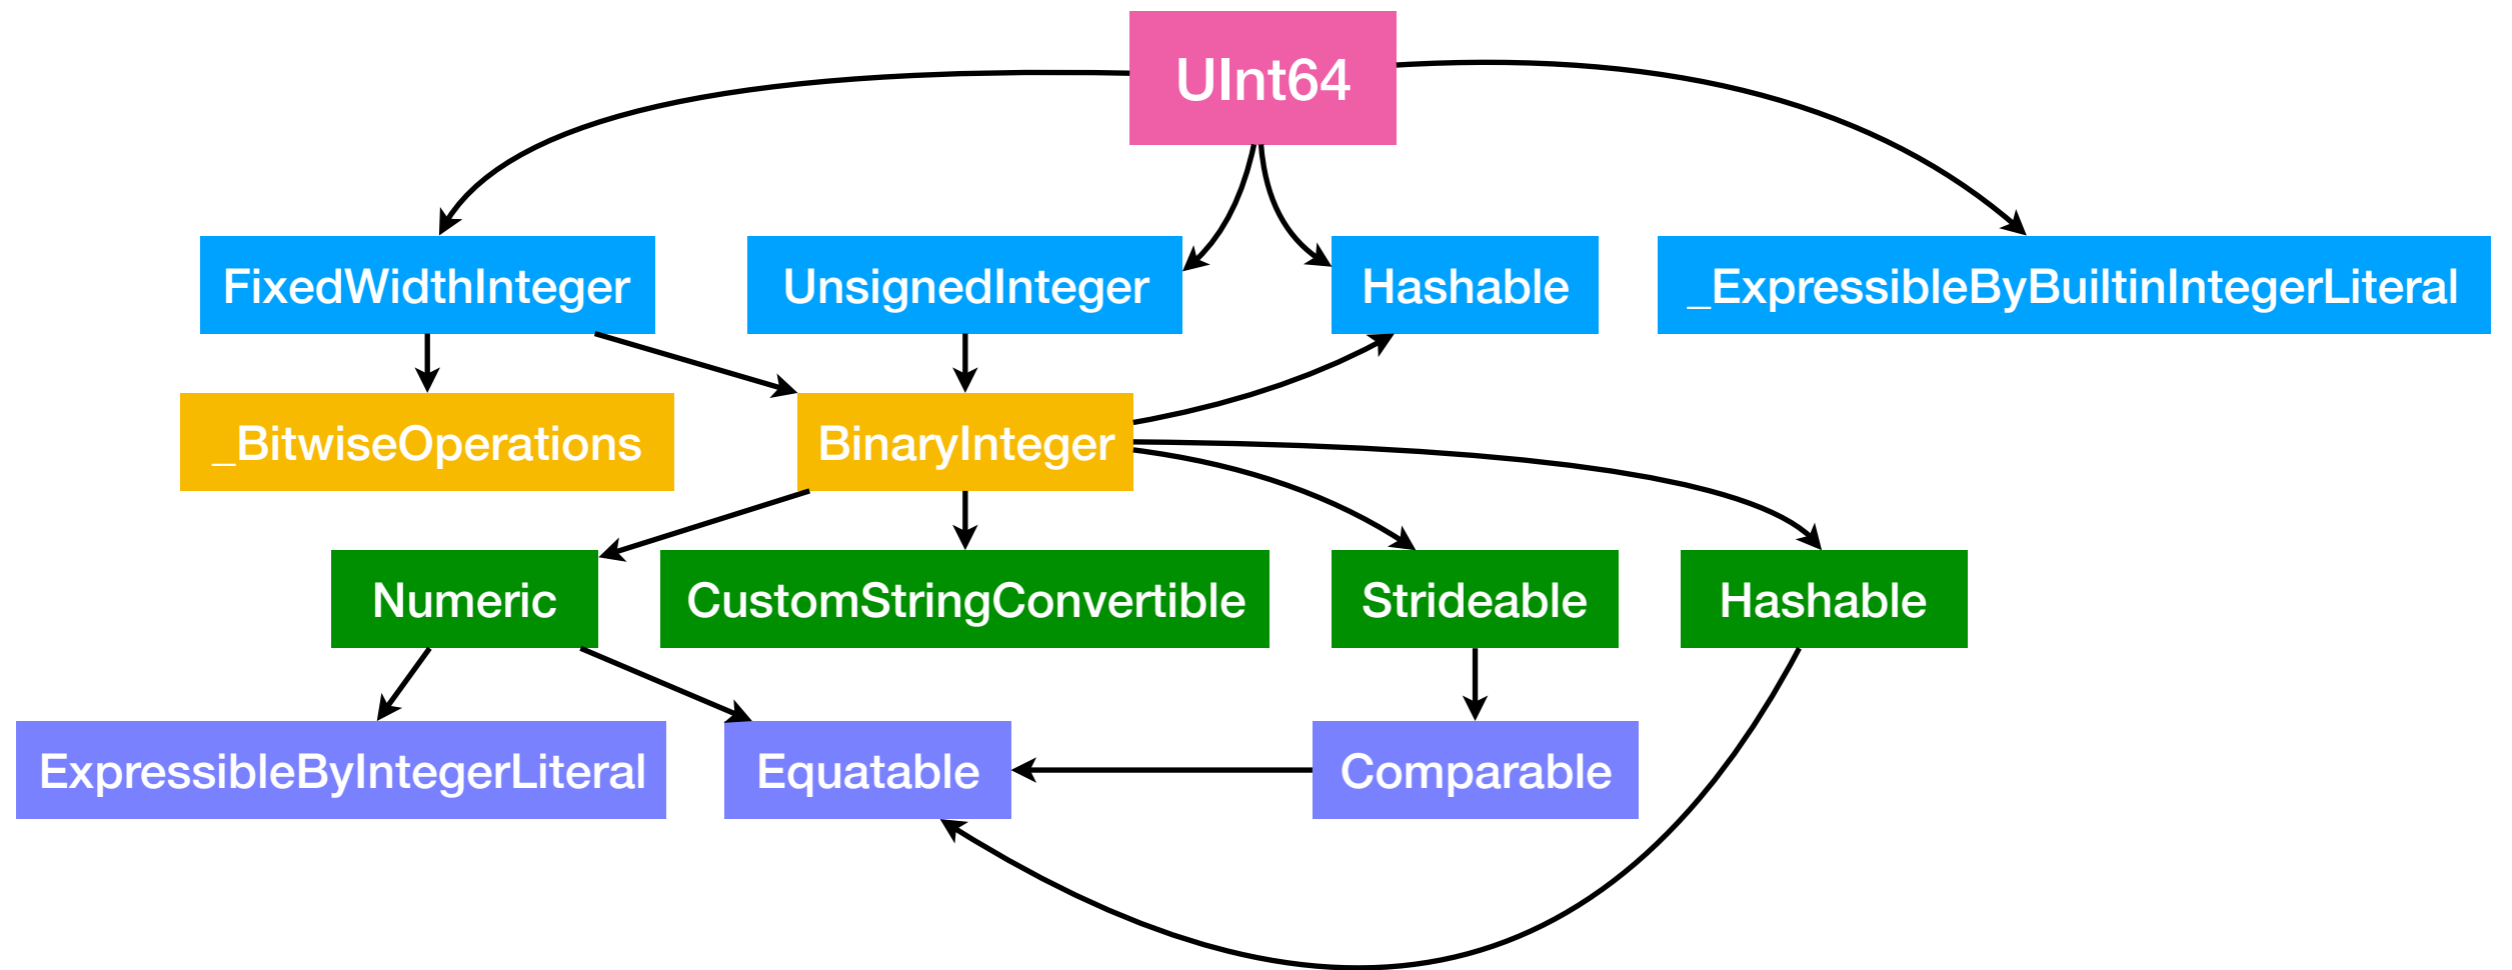 UInt64
FixedWidthInteger
UnsignedInteger
Hashable
_ExpressibleByBuiltinIntegerLiteral
_BitwiseOperations
BinaryInteger
Numeric
CustomStringConvertible
Strideable
Hashable
ExpressibleByIntegerLiteral
Equatable
Comparable